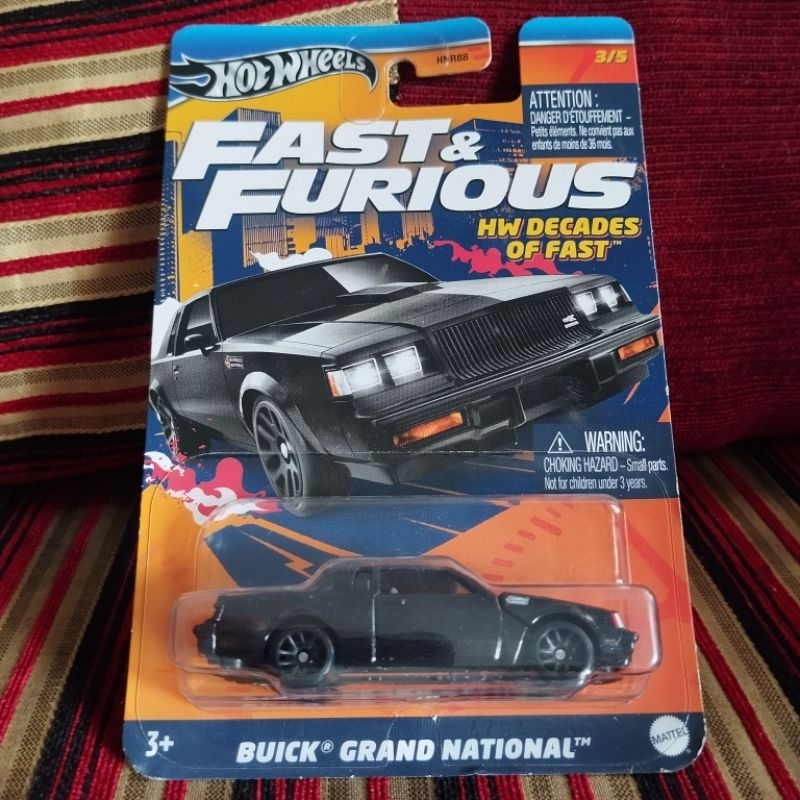 HOT WHEELS
HNR88
3/5
ATTENTION :
DANGER D'ÉTOUFFEMENT –
Petits éléments. Ne convient pas aux
enfants de moins de 36 mois.
FAST &
FURIOUS
HW DECADES
OF FAST™
WARNING:
CHOKING HAZARD – Small parts.
Not for children under 3 years.
3+
BUICK® GRAND NATIONAL™
MATTEL